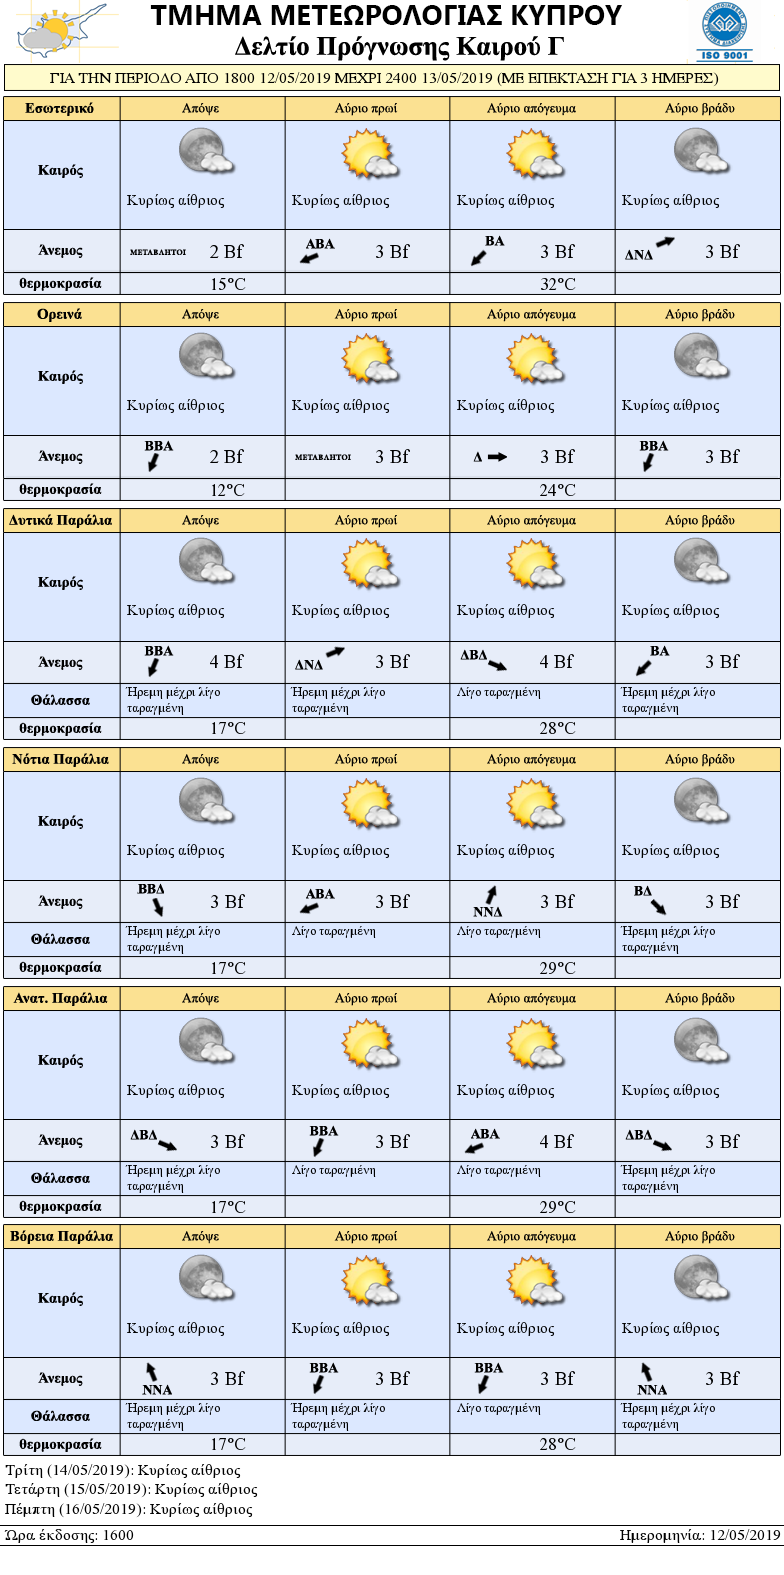 ΤΜΗΜΑ ΜΕΤΕΩΡΟΛΟΓΙΑΣ ΚΥΠΡΟΥ
Δελτίο Πρόγνωσης Καιρού Γ
ISO 9001
ΓΙΑ ΤΗΝ ΠΕΡΙΟΔΟ ΑΠΟ 1800 12/05/2019 ΜΕΧΡΙ 2400 13/05/2019 (ΜΕ ΕΠΕΚΤΑΣΗ ΓΙΑ 3 ΗΜΕΡΕΣ)
Εσωτερικό Απόψε Αύριο πρωί Αύριο απόγευμα Αύριο βράδυ
Καιρός
Κυρίως αίθριος Κυρίως αίθριος Κυρίως αίθριος Κυρίως αίθριος
Άνεμος ΜΕΤΑΒΛΗΤΟΙ 2 Bf ΑΒΑ 3 Bf ΒΑ 3 Bf ΔΝΔ 3 Bf
θερμοκρασία 15°C 32°C
Ορεινά Απόψε Αύριο πρωί Αύριο απόγευμα Αύριο βράδυ
Καιρός
Κυρίως αίθριος Κυρίως αίθριος Κυρίως αίθριος Κυρίως αίθριος
Άνεμος ΒΒΑ 2 Bf ΜΕΤΑΒΛΗΤΟΙ 3 Bf Δ 3 Bf ΒΒΑ 3 Bf
θερμοκρασία 12°C 24°C
Δυτικά Παράλια Απόψε Αύριο πρωί Αύριο απόγευμα Αύριο βράδυ
Καιρός
Κυρίως αίθριος Κυρίως αίθριος Κυρίως αίθριος Κυρίως αίθριος
Άνεμος ΒΒΑ 4 Bf ΔΝΔ 3 Bf ΔΒΔ 4 Bf ΒΑ 3 Bf
Θάλασσα Ήρεμη μέχρι λίγο ταραγμένη Ήρεμη μέχρι λίγο ταραγμένη Λίγο ταραγμένη Ήρεμη μέχρι λίγο ταραγμένη
θερμοκρασία 17°C 28°C
Νότια Παράλια Απόψε Αύριο πρωί Αύριο απόγευμα Αύριο βράδυ
Καιρός
Κυρίως αίθριος Κυρίως αίθριος Κυρίως αίθριος Κυρίως αίθριος
Άνεμος ΒΒΔ 3 Bf ΑΒΑ 3 Bf ΝΝΔ 3 Bf ΒΔ 3 Bf
Θάλασσα Ήρεμη μέχρι λίγο ταραγμένη Λίγο ταραγμένη Λίγο ταραγμένη Ήρεμη μέχρι λίγο ταραγμένη
θερμοκρασία 17°C 29°C
Ανατ. Παράλια Απόψε Αύριο πρωί Αύριο απόγευμα Αύριο βράδυ
Καιρός
Κυρίως αίθριος Κυρίως αίθριος Κυρίως αίθριος Κυρίως αίθριος
Άνεμος ΔΒΔ 3 Bf ΒΒΑ 3 Bf ΑΒΑ 4 Bf ΔΒΔ 3 Bf
Θάλασσα Ήρεμη μέχρι λίγο ταραγμένη Λίγο ταραγμένη Λίγο ταραγμένη Ήρεμη μέχρι λίγο ταραγμένη
θερμοκρασία 17°C 29°C
Βόρεια Παράλια Απόψε Αύριο πρωί Αύριο απόγευμα Αύριο βράδυ
Καιρός
Κυρίως αίθριος Κυρίως αίθριος Κυρίως αίθριος Κυρίως αίθριος
Άνεμος ΝΝΑ 3 Bf ΒΒΑ 3 Bf ΒΒΑ 3 Bf ΝΝΑ 3 Bf
Θάλασσα Ήρεμη μέχρι λίγο ταραγμένη Ήρεμη μέχρι λίγο ταραγμένη Λίγο ταραγμένη Ήρεμη μέχρι λίγο ταραγμένη
θερμοκρασία 17°C 28°C
Τρίτη (14/05/2019): Κυρίως αίθριος
Τετάρτη (15/05/2019): Κυρίως αίθριος
Πέμπτη (16/05/2019): Κυρίως αίθριος
Ώρα έκδοσης: 1600 Ημερομηνία: 12/05/2019